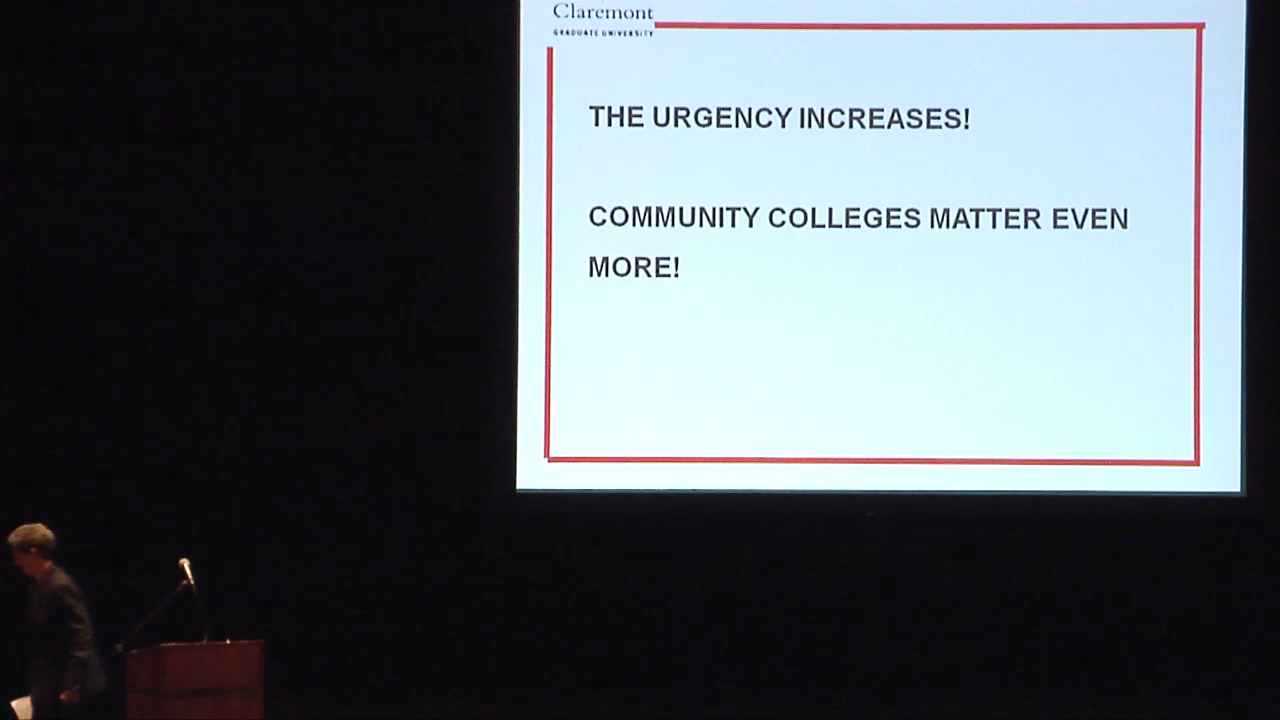 Claremont
GRADUATE UNIVERSITY
THE URGENCY INCREASES!
COMMUNITY COLLEGES MATTER EVEN
MORE!